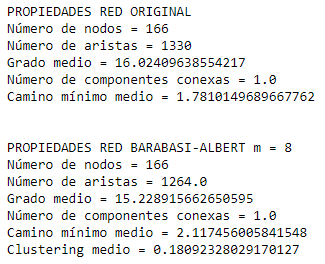 PROPIEDADES RED ORIGINAL
Número de nodos = 166
Número de aristas = 1330
Grado medio = 16.02409638554217
Número de componentes conexas = 1.0
Camino mínimo medio = 1.7810149689667762
PROPIEDADES RED BARABASI-ALBERT m = 8
Número de nodos = 166
Número de aristas = 1264.0
Grado medio = 15.228915662650595
Número de componentes conexas = 1.0
Camino mínimo medio = 2.117456005841548
Clustering medio = 0.18092328029170127